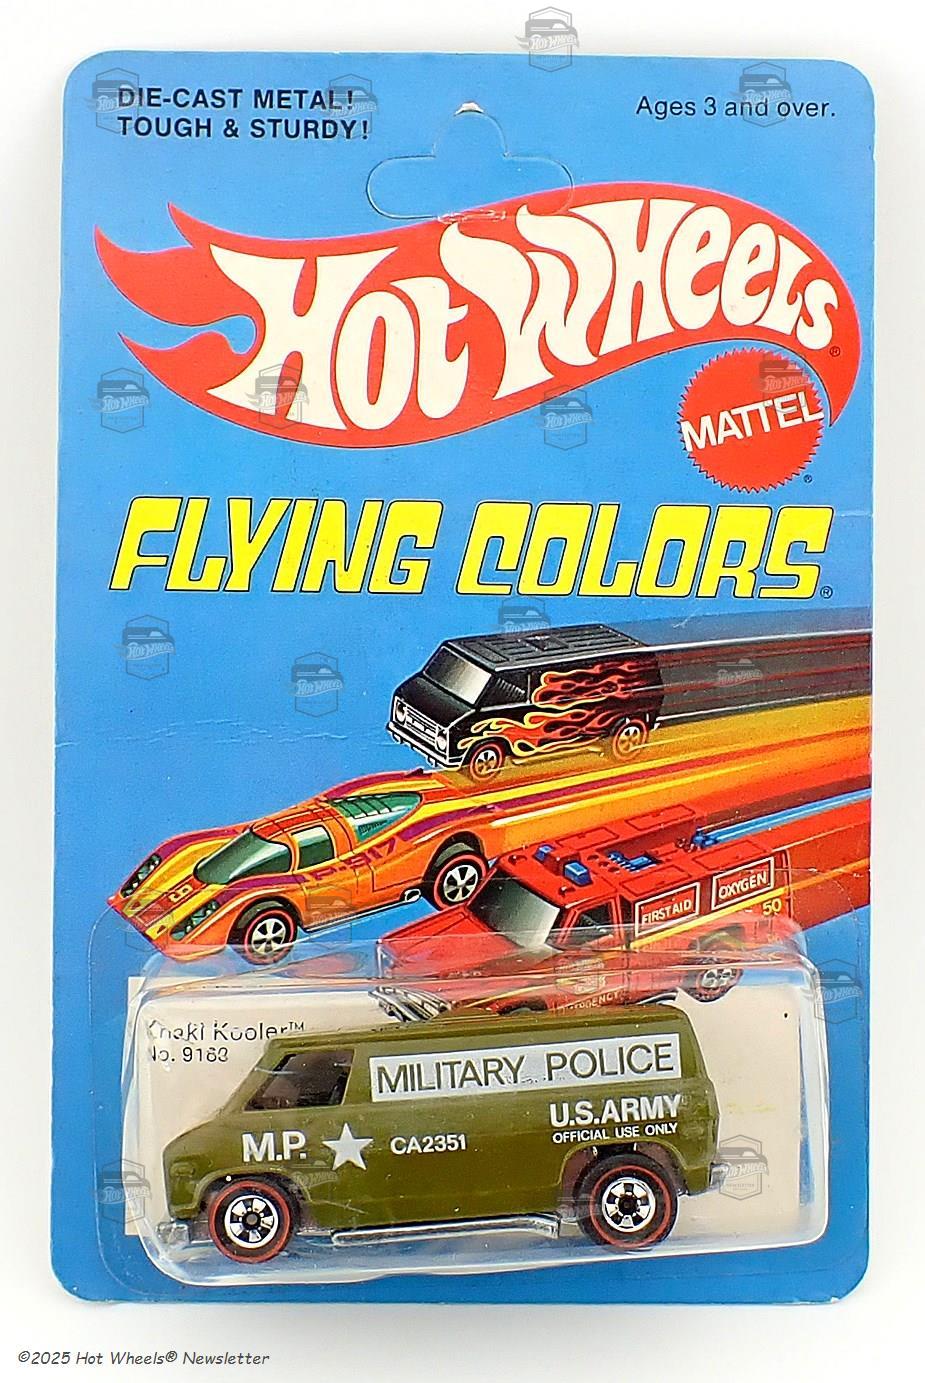 DIE-CAST METAL!
TOUGH & STURDY!
Ages 3 and over.
Hot Wheels®
MATTEL
®
FLYING COLORS®
917
FIRST AID
OXYGEN
50
Khaki Kooler™
No. 9183
MILITARY POLICE
U.S.ARMY
OFFICIAL USE ONLY
M.P.
CA2351
©2025 Hot Wheels® Newsletter